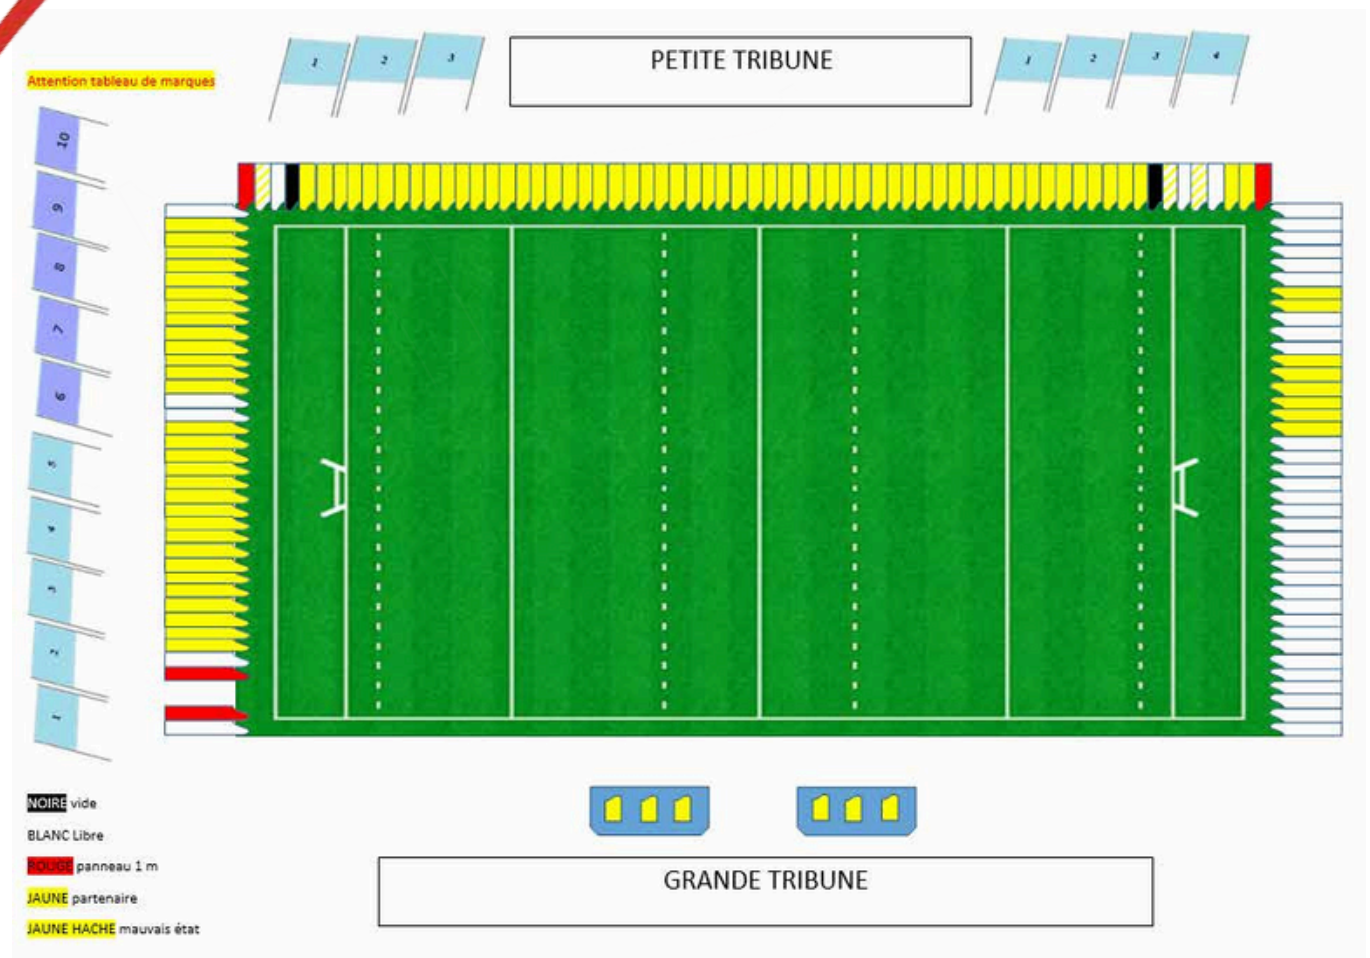 1 2 3
PETITE TRIBUNE
1 2 3 4
Attention tableau de marques
10
9
8
7
6
5
4
3
2
1
NOIRE vide
BLANC Libre
ROUGE panneau 1 m
JAUNE partenaire
JAUNE HACHE mauvais état
GRANDE TRIBUNE